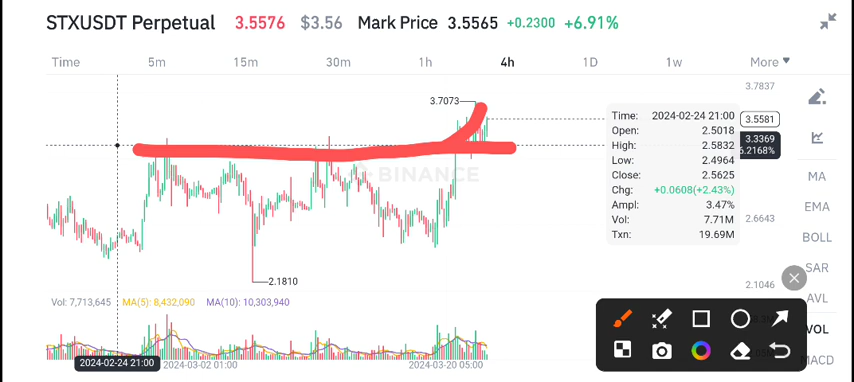 STXUSDT Perpetual 3.5576 $3.56 Mark Price 3.5565 +0.2300 +6.91%
Time 5m 15m 30m 1h 4h 1D 1w More
3.7837
3.7073
3.5581
3.3369
6.2168%
Time: 2024-02-24 21:00
Open: 2.5018
High: 2.5832
Low: 2.4964
Close: 2.5625
Chg: +0.0608(+2.43%)
Ampl: 3.47%
Vol: 7.71M
Txn: 19.69M
BINANCE
2.6643
2.1810
2.1046
MA
EMA
BOLL
SAR
AVL
VOL
MACD
Vol: 7,713,645 MA(5): 8,432,090 MA(10): 10,303,940
2024-02-24 21:00 2024-03-02 01:00 2024-03-20 05:00